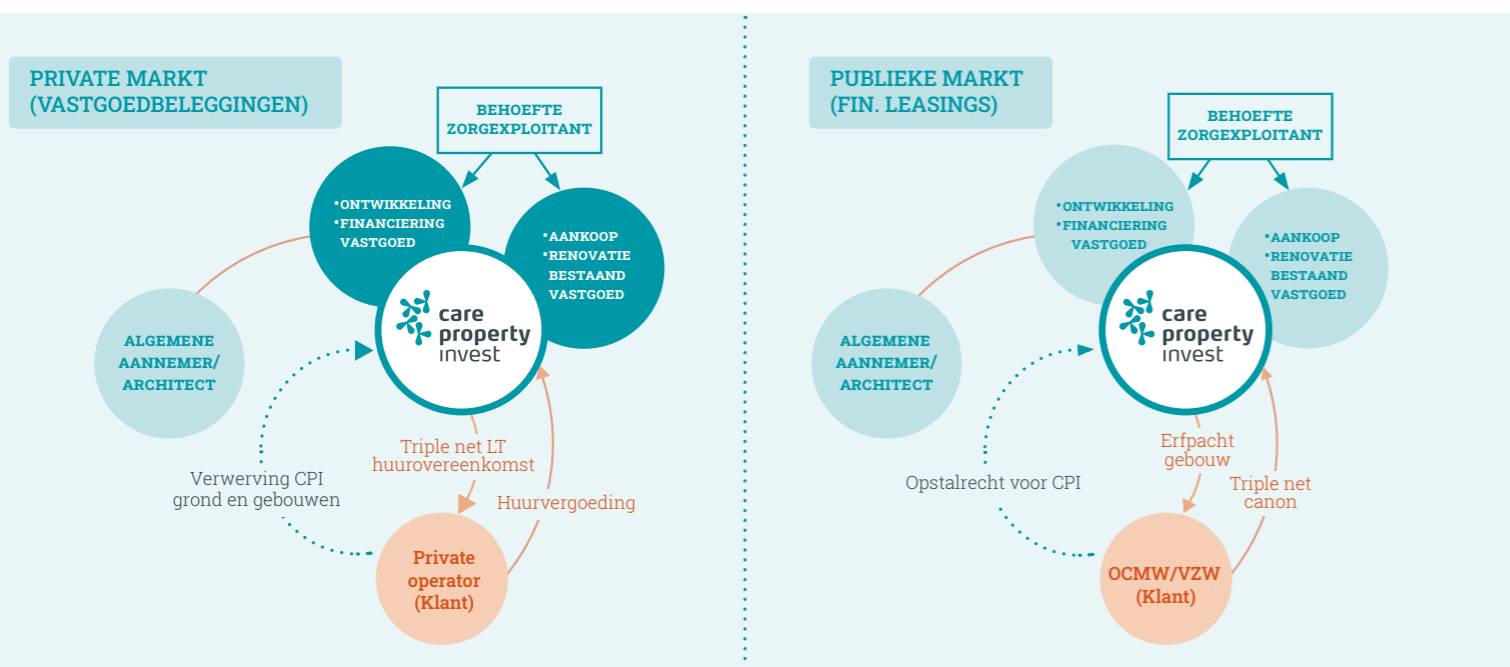 PRIVATE MARKT
(VASTGOEDBELEGGINGEN)
BEHOEFTE
ZORGEXPLOITANT
•ONTWIKKELING
•FINANCIERING
VASTGOED
•AANKOOP
•RENOVATIE
BESTAAND
VASTGOED
care
property
invest
ALGEMENE
AANNEMER/
ARCHITECT
Triple net LT
huurovereenkomst
Verwerving CPI
grond en gebouwen
Huurvergoeding
Private
operator
(Klant)
PUBLIEKE MARKT
(FIN. LEASINGS)
BEHOEFTE
ZORGEXPLOITANT
•ONTWIKKELING
•FINANCIERING
VASTGOED
•AANKOOP
•RENOVATIE
BESTAAND
VASTGOED
care
property
invest
ALGEMENE
AANNEMER/
ARCHITECT
Erfpacht
gebouw
Opstalrecht voor CPI
Triple net
canon
OCMW/VZW
(Klant)